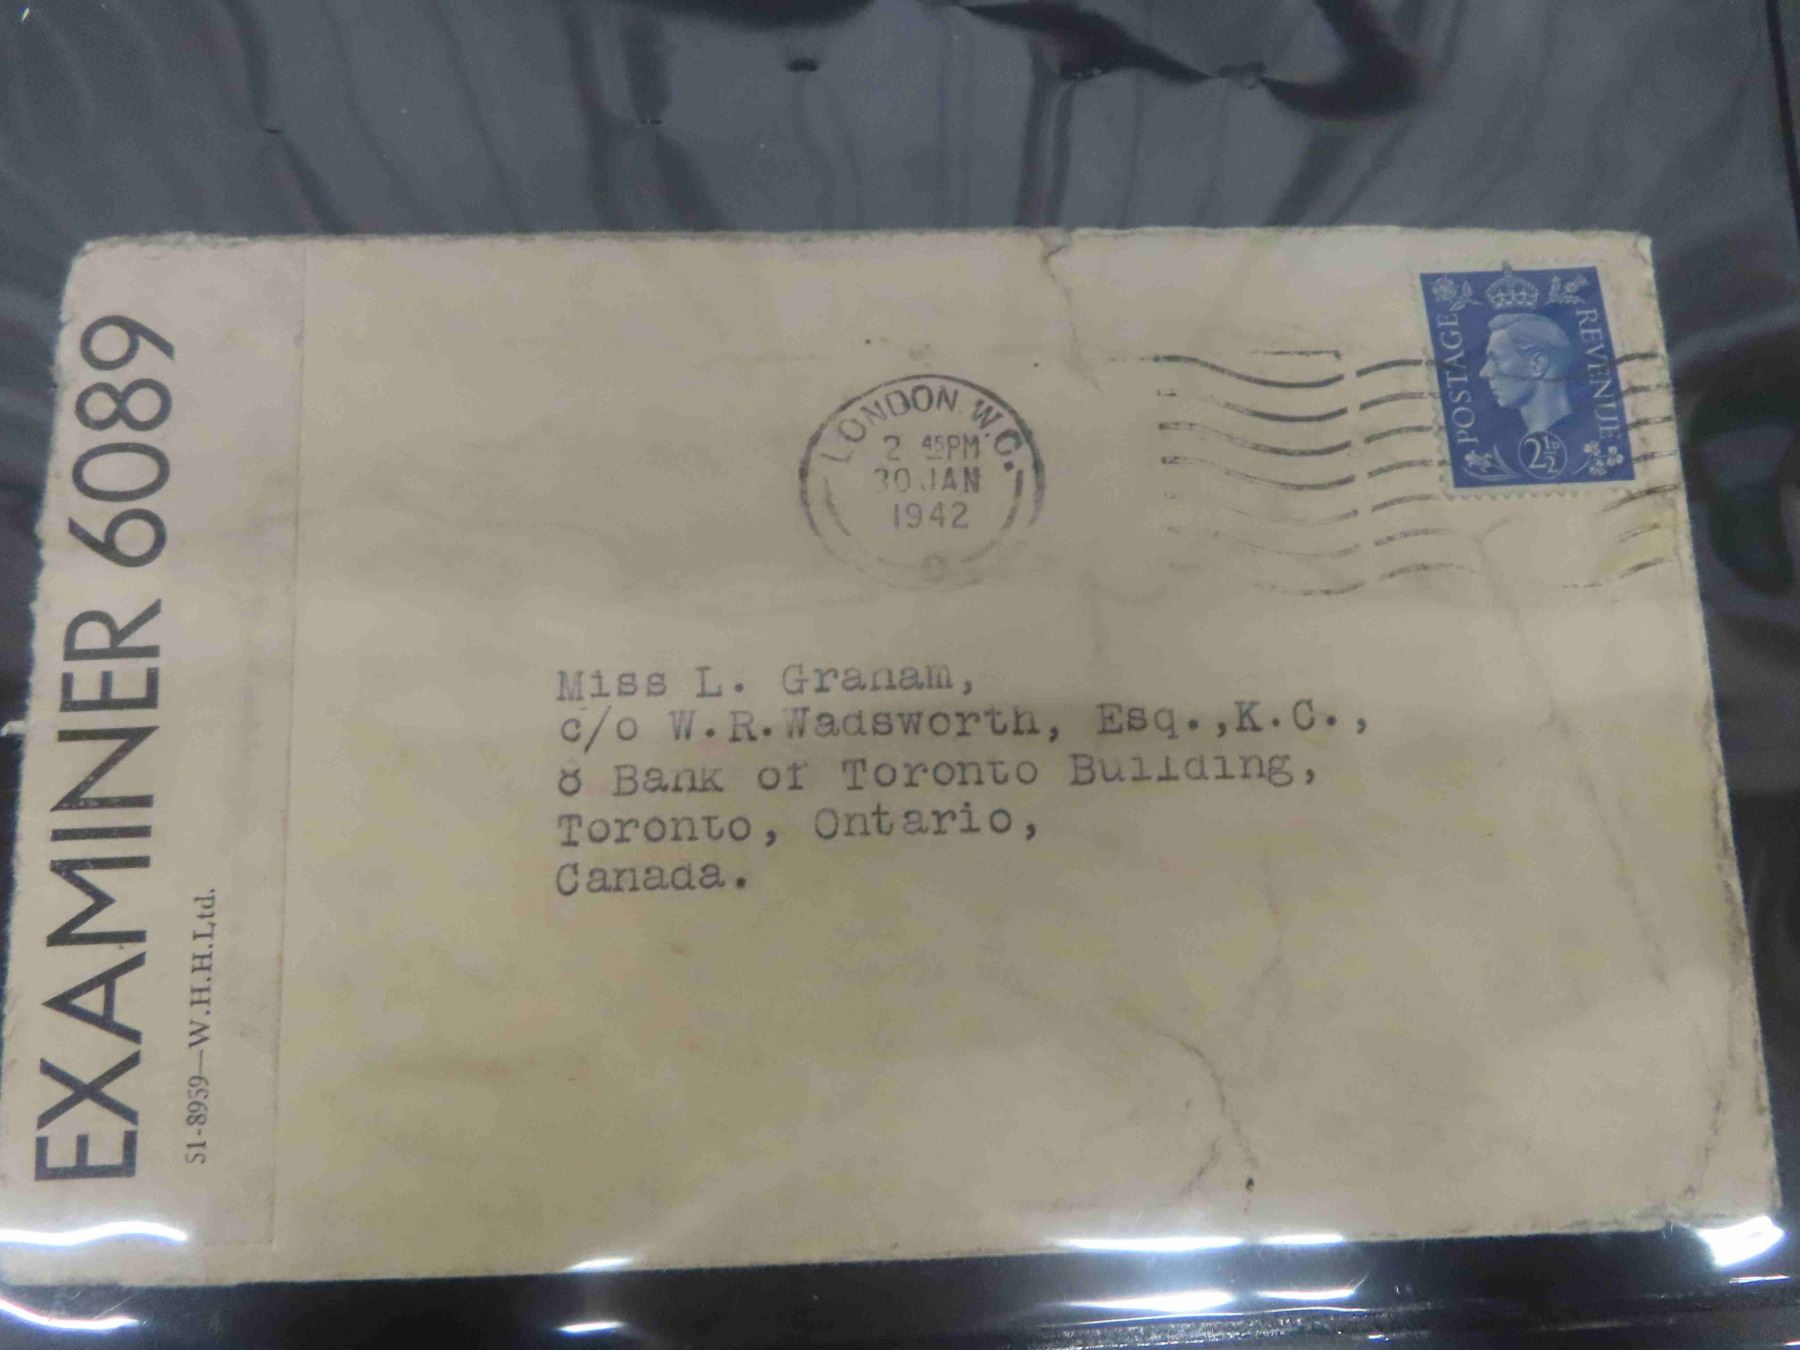 EXAMINER 6089
51-8959—W.H.H.Ltd.
LONDON.W.C.
2 45PM
30 JAN
1942
POSTAGE
REVENUE
2½D
Miss L. Graham,
c/o W.R.Wadsworth, Esq.,K.C.,
8 Bank of Toronto Building,
Toronto, Ontario,
Canada.